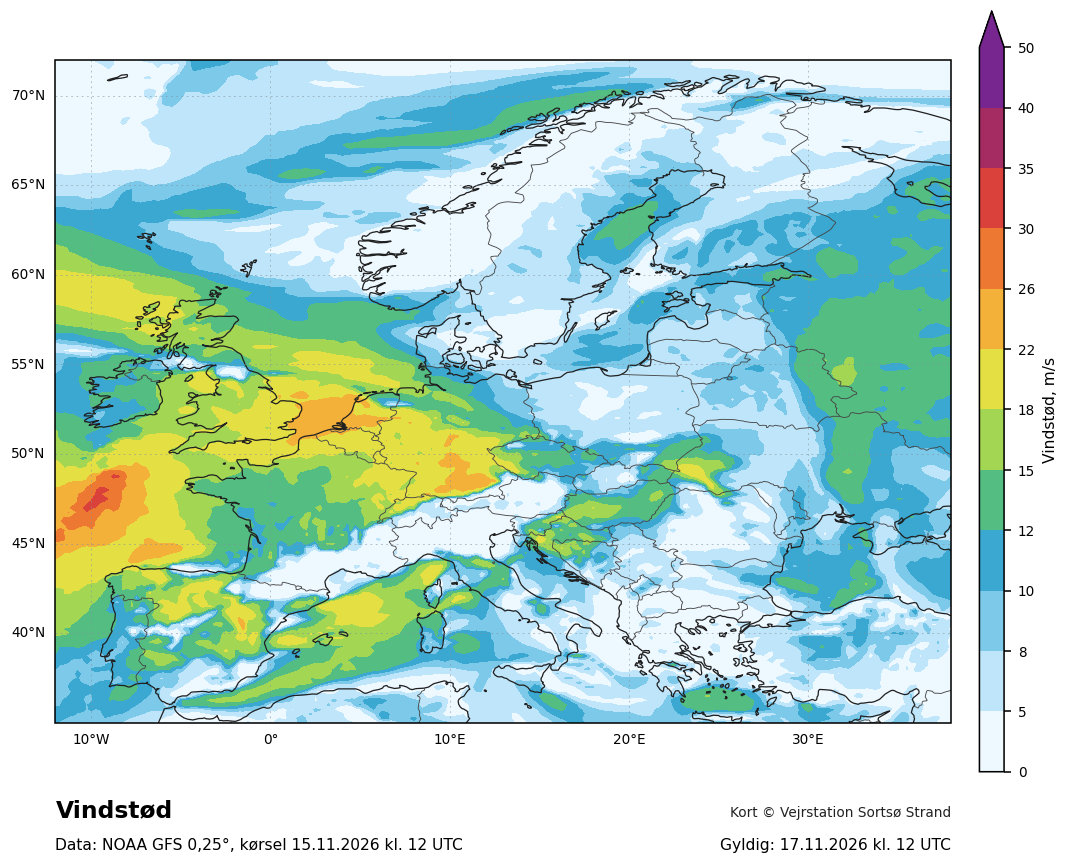 50
40
35
30
26
22
18
15
12
10
8
5
0
Vindstød, m/s
70°N
65°N
60°N
55°N
50°N
45°N
40°N
10°W
0°
10°E
20°E
30°E
Vindstød
Kort © Vejrstation Sortsø Strand
Data: NOAA GFS 0,25°, kørsel 15.11.2026 kl. 12 UTC
Gyldig: 17.11.2026 kl. 12 UTC